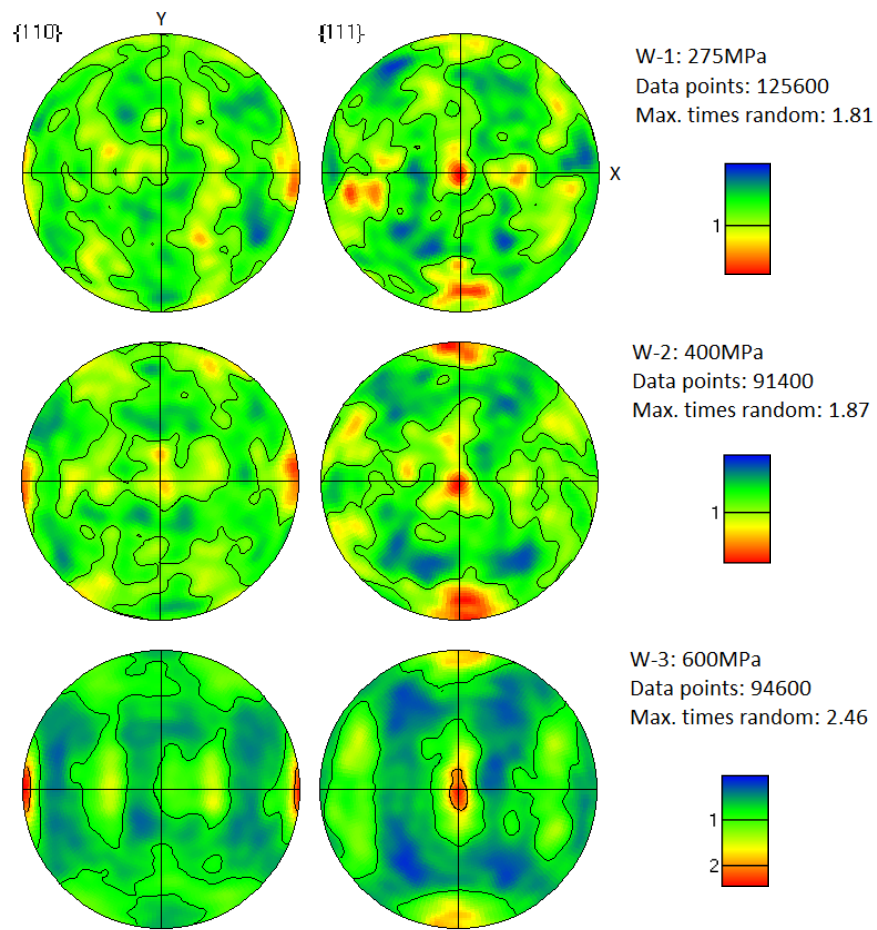 {110}
Y
{111}
X
W-1: 275MPa
Data points: 125600
Max. times random: 1.81
1
W-2: 400MPa
Data points: 91400
Max. times random: 1.87
1
W-3: 600MPa
Data points: 94600
Max. times random: 2.46
1
2